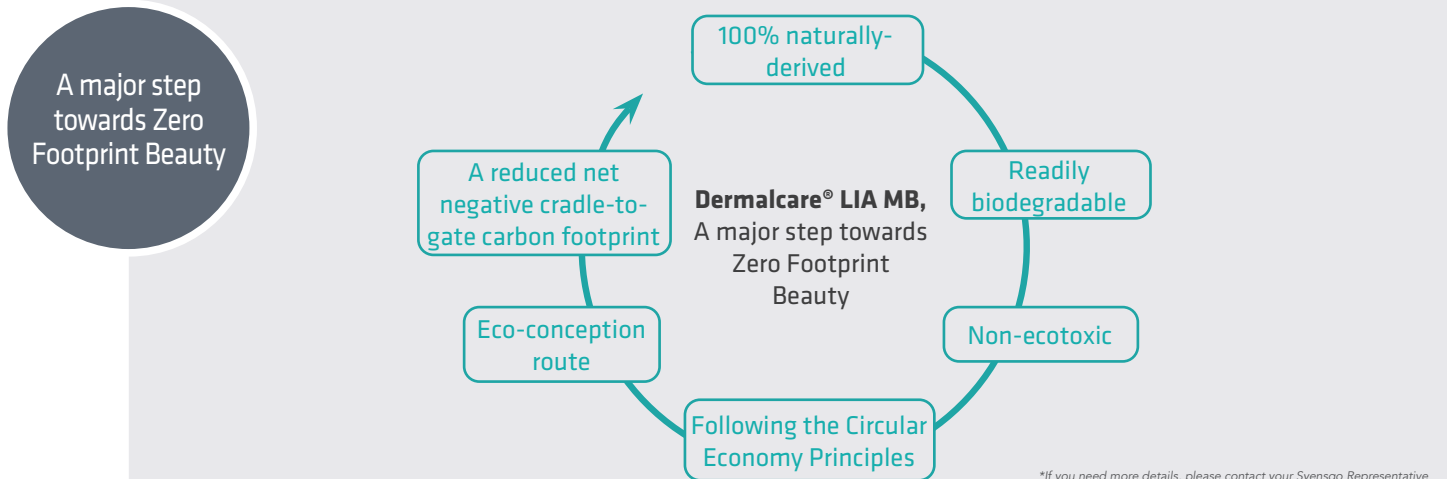 A major step
towards Zero
Footprint Beauty
100% naturally-
derived
Readily
biodegradable
Non-ecotoxic
Following the Circular
Economy Principles
Eco-conception
route
A reduced net
negative cradle-to-
gate carbon footprint
Dermalcare® LIA MB,
A major step towards
Zero Footprint
Beauty
*If you need more details, please contact your Syensqo Representative